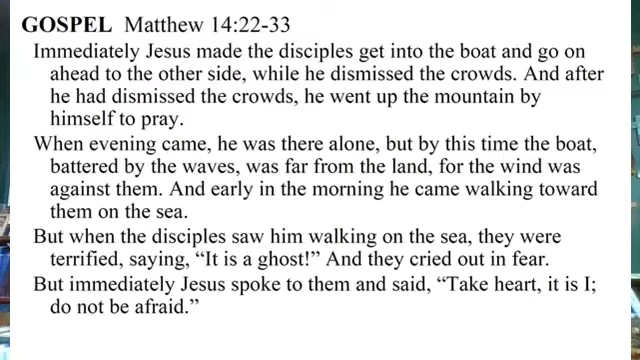 GOSPEL Matthew 14:22-33
Immediately Jesus made the disciples get into the boat and go on
ahead to the other side, while he dismissed the crowds. And after
he had dismissed the crowds, he went up the mountain by
himself to pray.
When evening came, he was there alone, but by this time the boat,
battered by the waves, was far from the land, for the wind was
against them. And early in the morning he came walking toward
them on the sea.
But when the disciples saw him walking on the sea, they were
terrified, saying, “It is a ghost!” And they cried out in fear.
But immediately Jesus spoke to them and said, “Take heart, it is I;
do not be afraid.”